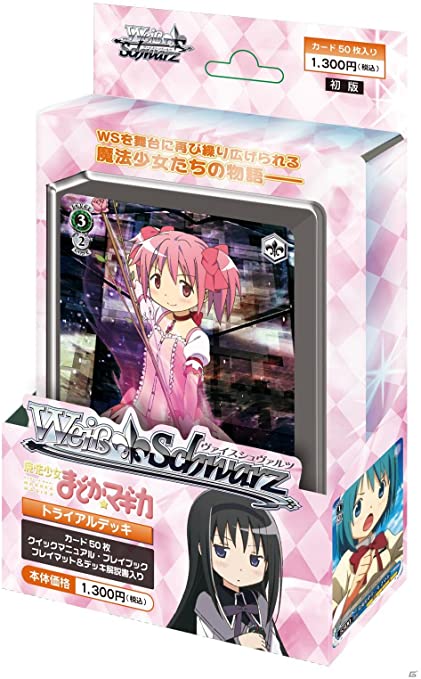 Weiß Schwarz
カード50枚入り
1,300円(税込)
初版
WSを舞台に再び繰り広げられる
魔法少女たちの物語——
3
2
ヴァイスシュヴァルツ
Weiß Schwarz
魔法少女
まどか☆マギカ
トライアルデッキ
カード50枚
クイックマニュアル・プレイブック
プレイマット&デッキ解説書入り
本体価格 1,300円(税込)